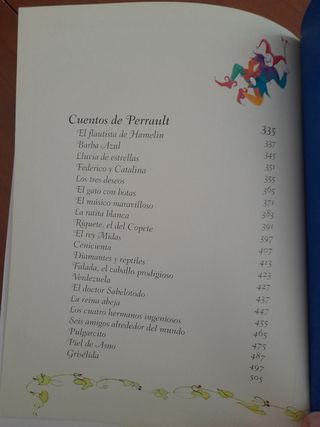 Cuentos de Perrault 335
El flautista de Hamelin 337
Barba Azul 345
Lluvia de estrellas 351
Federico y Catalina 355
Los tres deseos 365
El gato con botas 371
El músico maravilloso 383
La ratita blanca 391
Riquete, el del Copete 397
El rey Midas 407
Cenicienta 413
Diamantes y reptiles 423
Falada, el caballo prodigioso 427
Verdezuela 437
El doctor Sabelotodo 447
La reina abeja 455
Los cuatro hermanos ingeniosos 465
Seis amigos alrededor del mundo 475
Pulgarcito 487
Piel de Asno 497
Grisélida 505